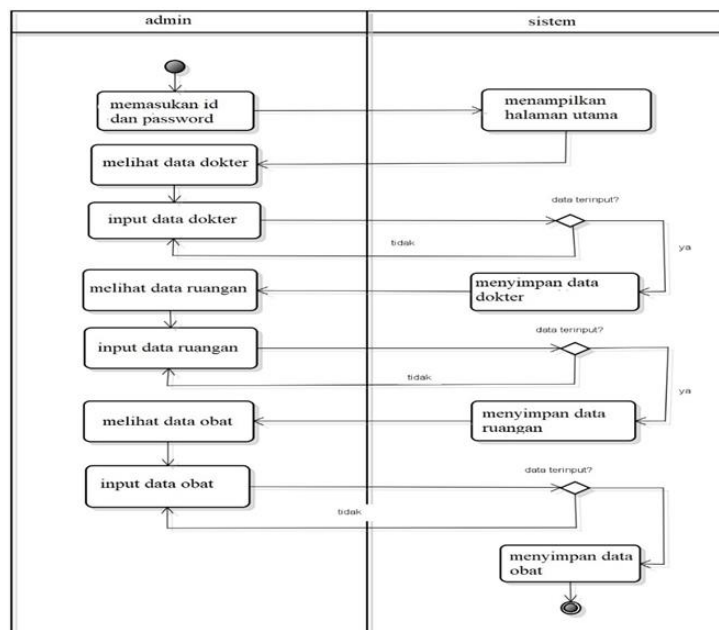 admin
sistem
memasukan id
dan password
menampilkan
halaman utama
melihat data dokter
input data dokter
data terinput?
tidak
ya
melihat data ruangan
menyimpan data
dokter
input data ruangan
data terinput?
tidak
ya
melihat data obat
menyimpan data
ruangan
input data obat
data terinput?
tidak
menyimpan data
obat